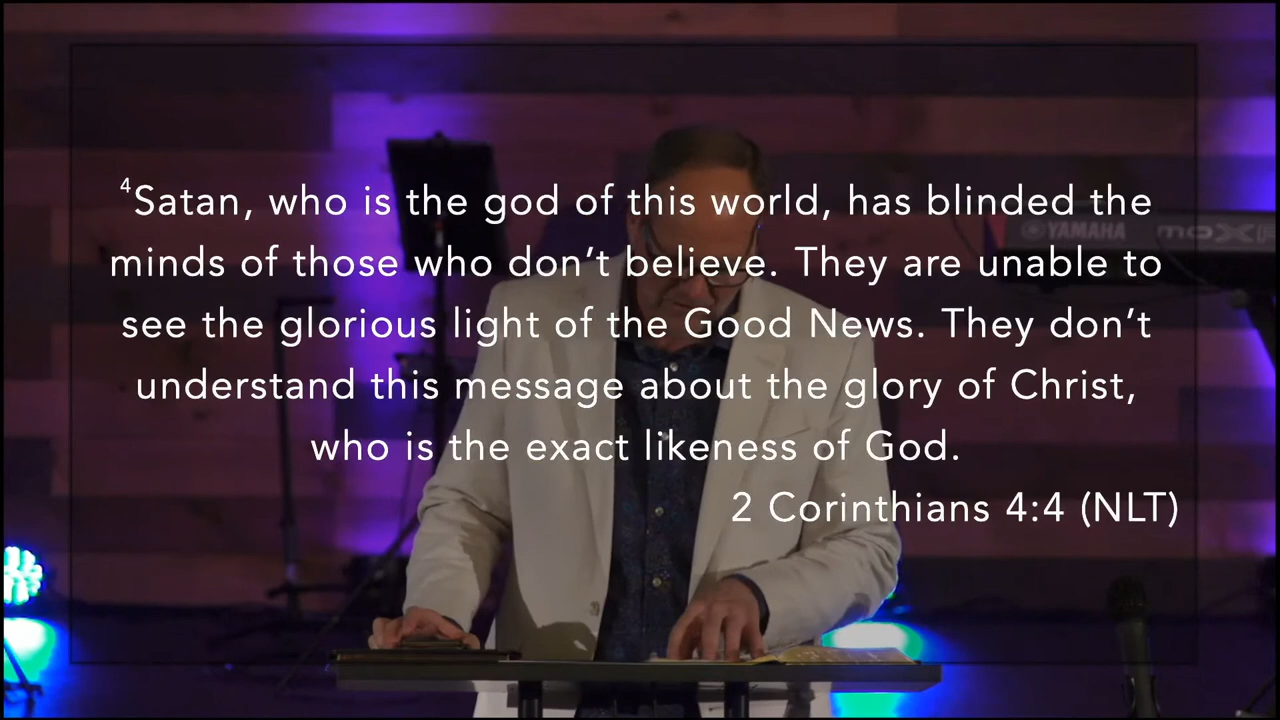 ⁴Satan, who is the god of this world, has blinded the
minds of those who don’t believe. They are unable to
see the glorious light of the Good News. They don’t
understand this message about the glory of Christ,
who is the exact likeness of God.
2 Corinthians 4:4 (NLT)
YAMAHA